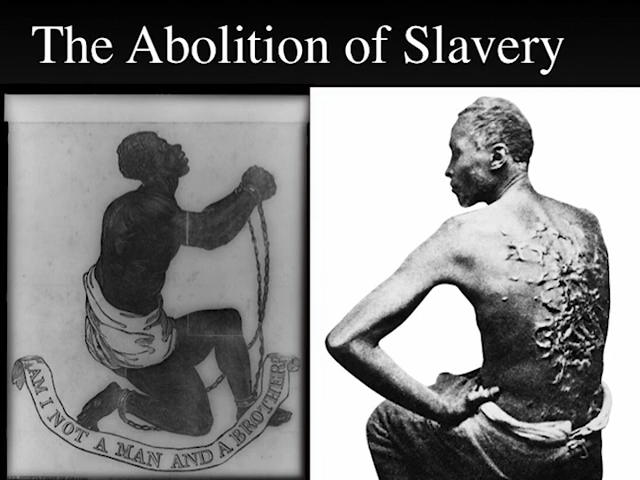 The Abolition of Slavery
AM I NOT A MAN AND A BROTHER?